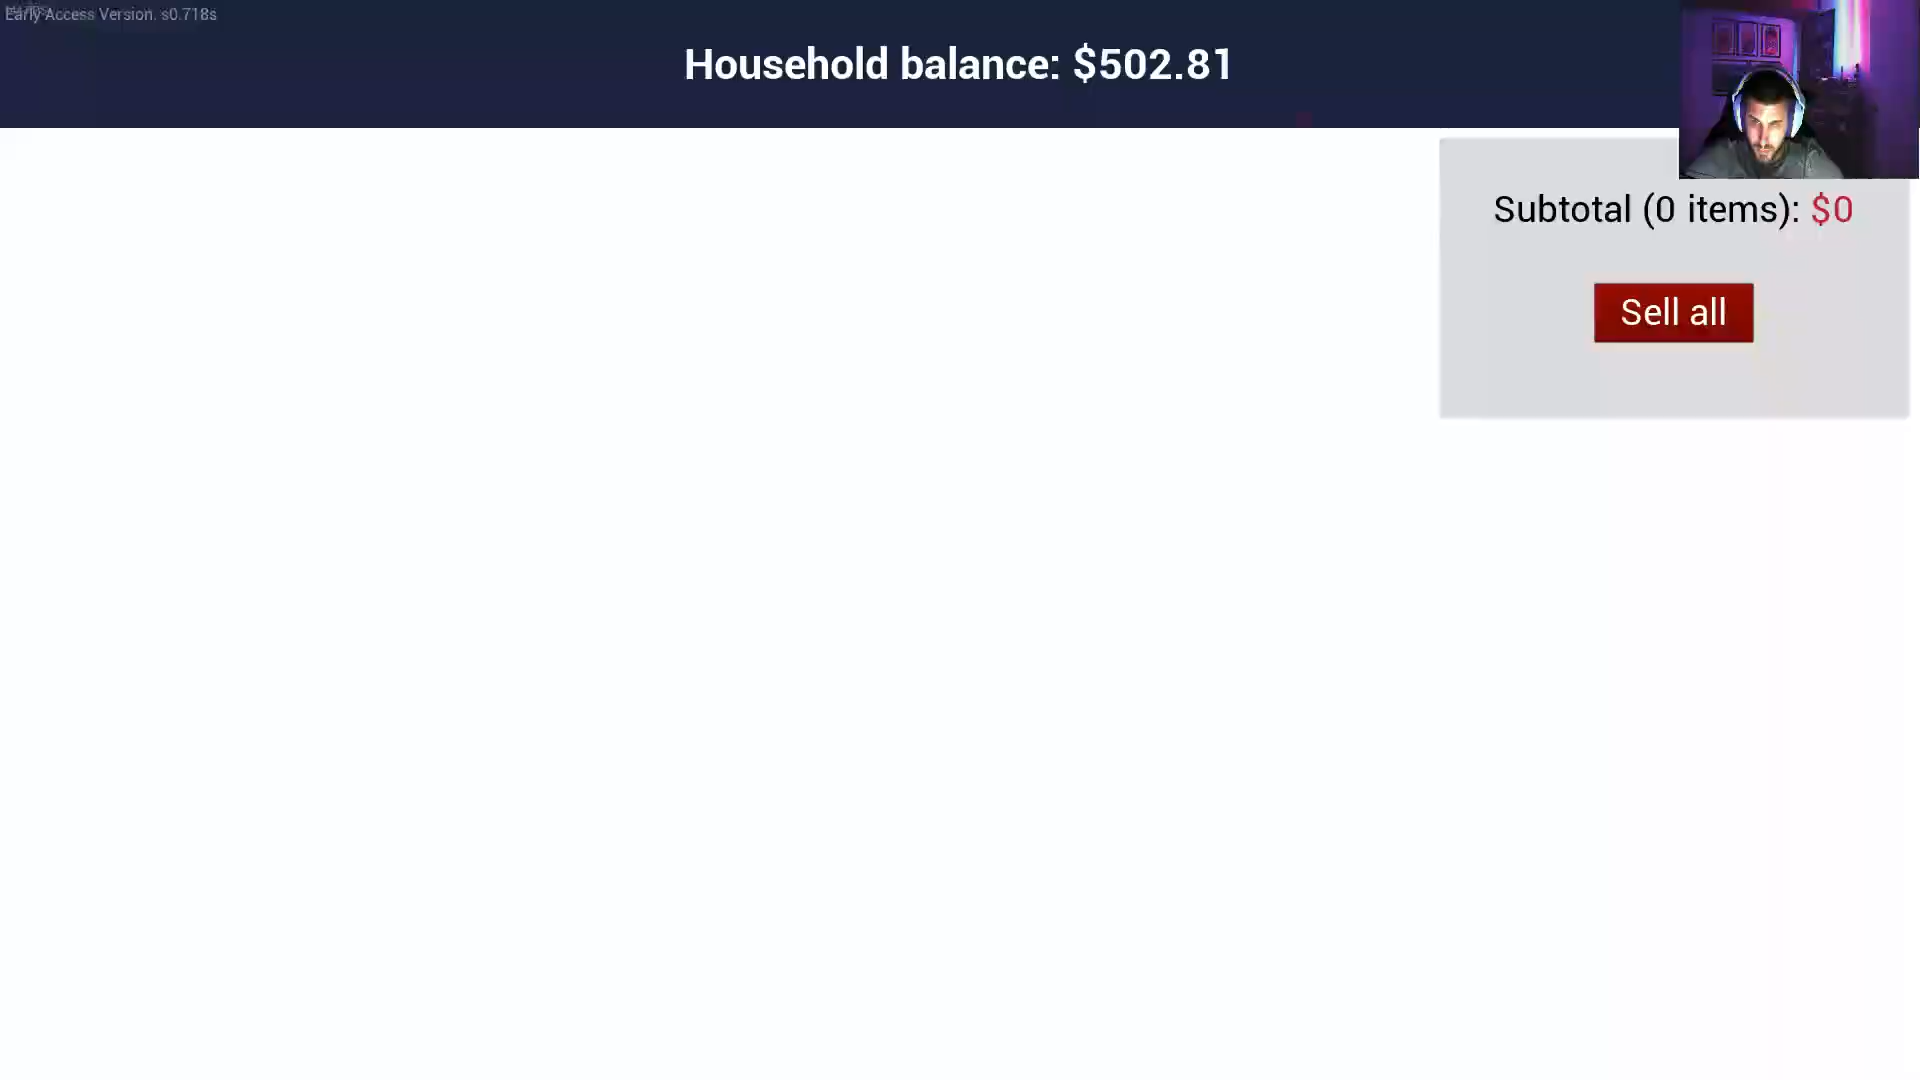 Early Access Version. s0.718s
Household balance: $502.81
Subtotal (0 items): $0
Sell all